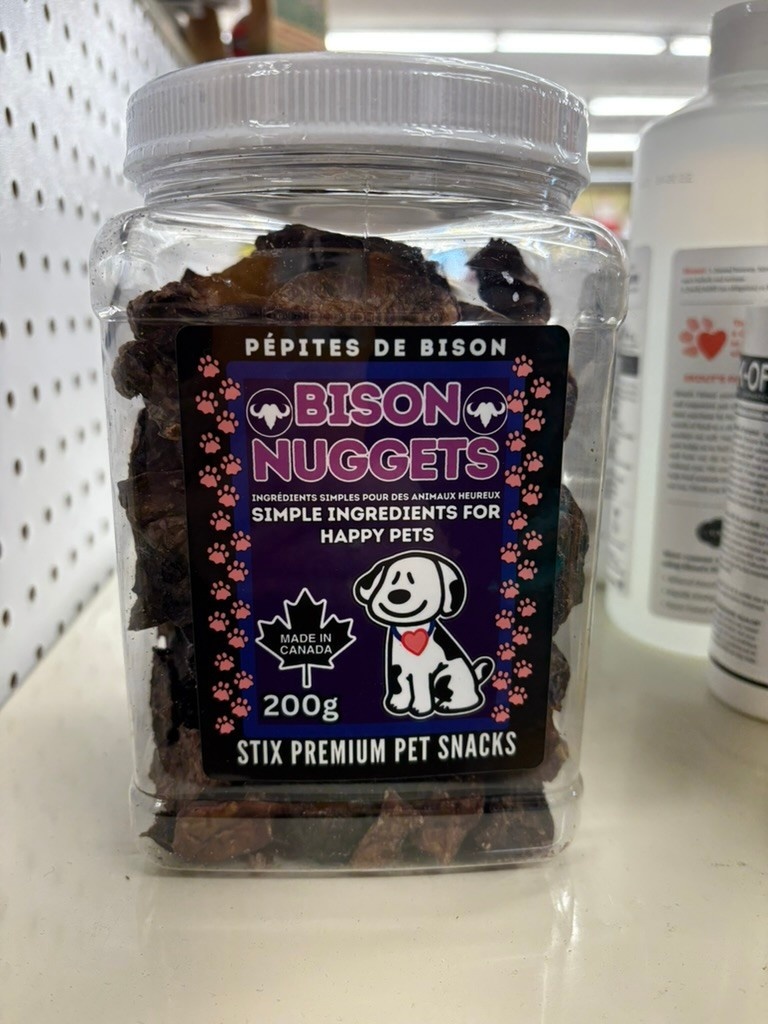 PÉPITES DE BISON
BISON
NUGGETS
INGRÉDIENTS SIMPLES POUR DES ANIMAUX HEUREUX
SIMPLE INGREDIENTS FOR
HAPPY PETS
MADE IN
CANADA
200g
STIX PREMIUM PET SNACKS